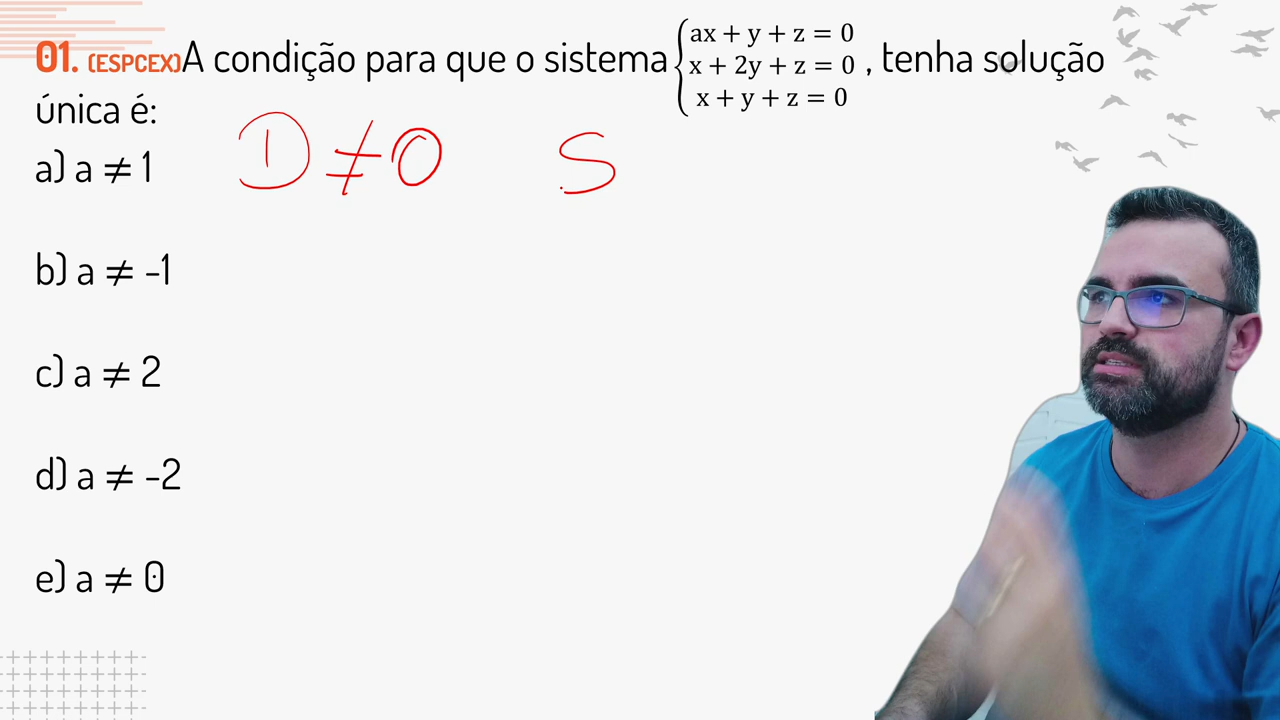 01. (ESPCEX)A condição para que o sistema {ax + y + z = 0
x + 2y + z = 0 , tenha solução
x + y + z = 0
única é:
D ≠ 0 S
a) a ≠ 1
b) a ≠ -1
c) a ≠ 2
d) a ≠ -2
e) a ≠ 0